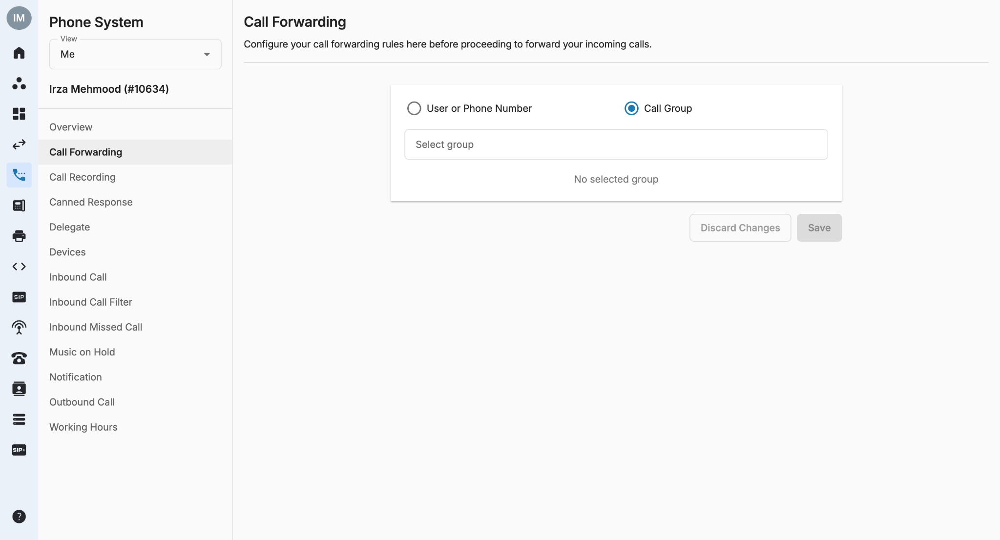 IM
Phone System
View
Me
Irza Mehmood (#10634)
Overview
Call Forwarding
Call Recording
Canned Response
Delegate
Devices
Inbound Call
Inbound Call Filter
Inbound Missed Call
Music on Hold
Notification
Outbound Call
Working Hours
SIP
SIP+
?
Call Forwarding
Configure your call forwarding rules here before proceeding to forward your incoming calls.
User or Phone Number
Call Group
Select group
No selected group
Discard Changes
Save